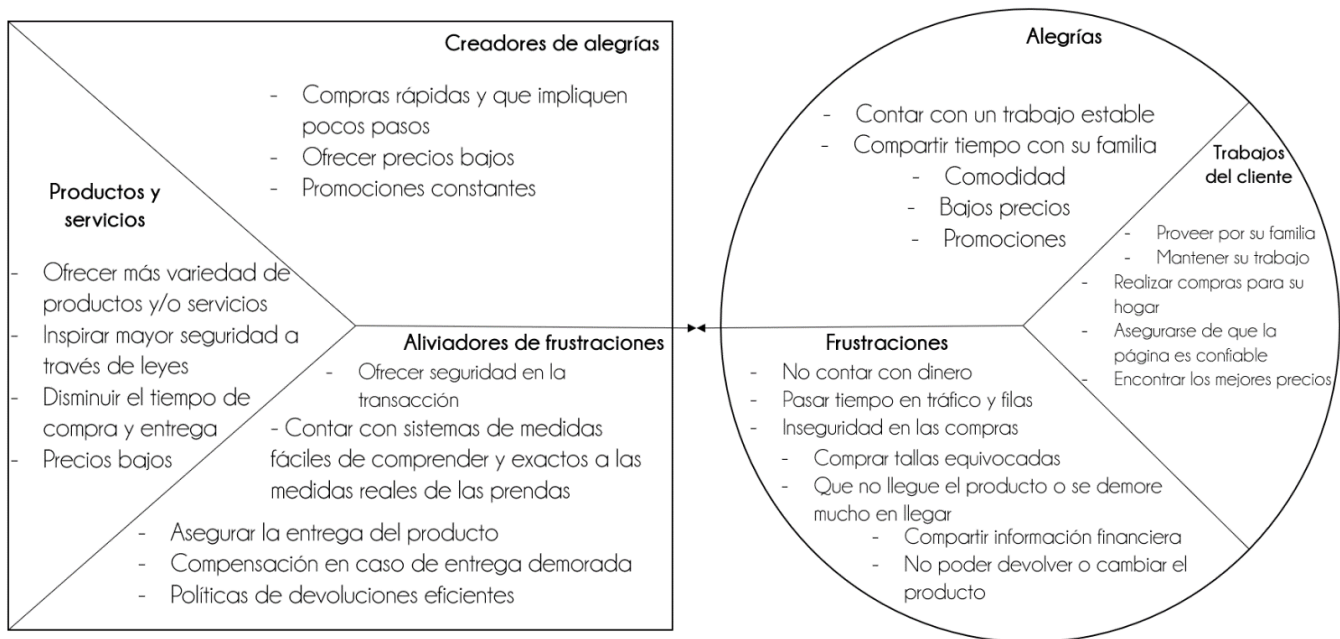 Creadores de alegrías
- Compras rápidas y que impliquen
pocos pasos
- Ofrecer precios bajos
- Promociones constantes
Productos y
servicios
- Ofrecer más variedad de
productos y/o servicios
- Inspirar mayor seguridad a
través de leyes
- Disminuir el tiempo de
compra y entrega
- Precios bajos
Aliviadores de frustraciones
- Ofrecer seguridad en la
transacción
- Contar con sistemas de medidas
fáciles de comprender y exactos a las
medidas reales de las prendas
- Asegurar la entrega del producto
- Compensación en caso de entrega demorada
- Políticas de devoluciones eficientes
Alegrías
- Contar con un trabajo estable
- Compartir tiempo con su familia
- Comodidad
- Bajos precios
- Promociones
Trabajos
del cliente
- Proveer por su familia
- Mantener su trabajo
- Realizar compras para su
hogar
- Asegurarse de que la
página es confiable
- Encontrar los mejores precios
Frustraciones
- No contar con dinero
- Pasar tiempo en tráfico y filas
- Inseguridad en las compras
- Comprar tallas equivocadas
- Que no llegue el producto o se demore
mucho en llegar
- Compartir información financiera
- No poder devolver o cambiar el
producto